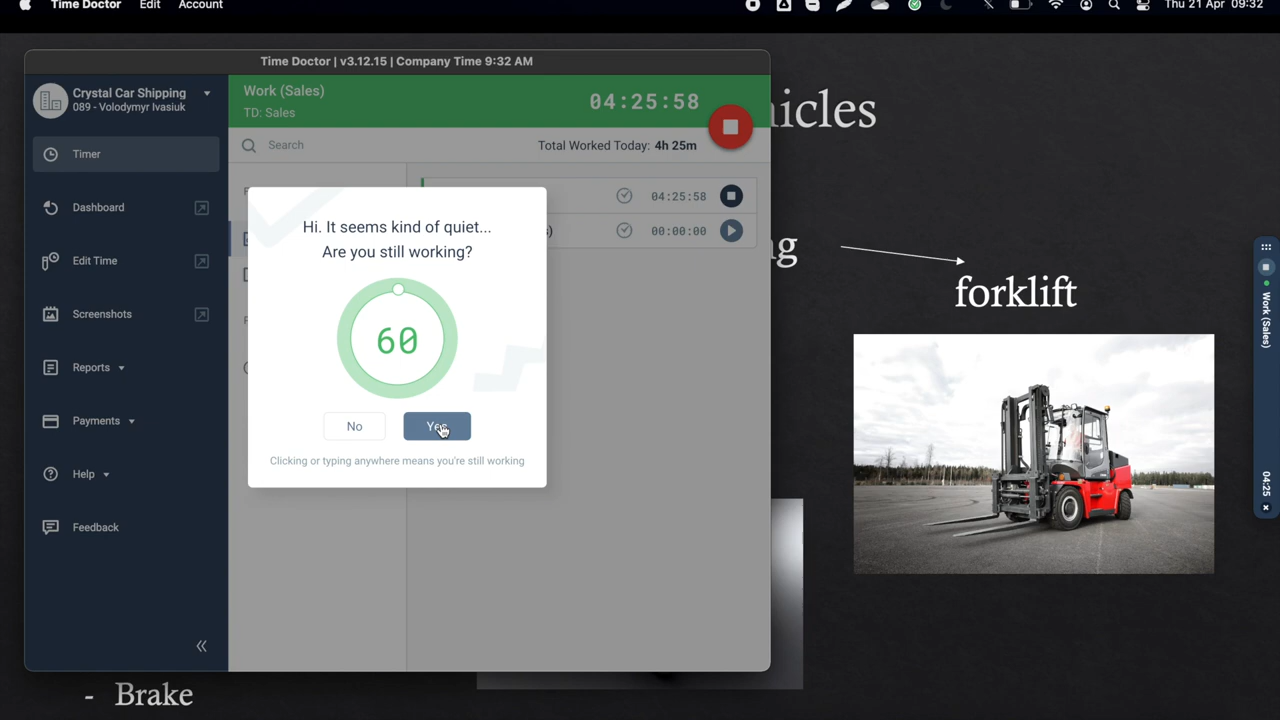 Time Doctor Edit Account Thu 21 Apr 09:32
Time Doctor | v3.12.15 | Company Time 9:32 AM
Crystal Car Shipping
089 - Volodymyr Ivasiuk
Timer
Dashboard
Edit Time
Screenshots
Reports
Payments
Help
Feedback
Work (Sales)
TD: Sales
04:25:58
Search
Total Worked Today: 4h 25m
04:25:58
00:00:00
Hi. It seems kind of quiet...
Are you still working?
60
No Yes
Clicking or typing anywhere means you're still working
forklift
Work (Sales)
04:25
- Brake